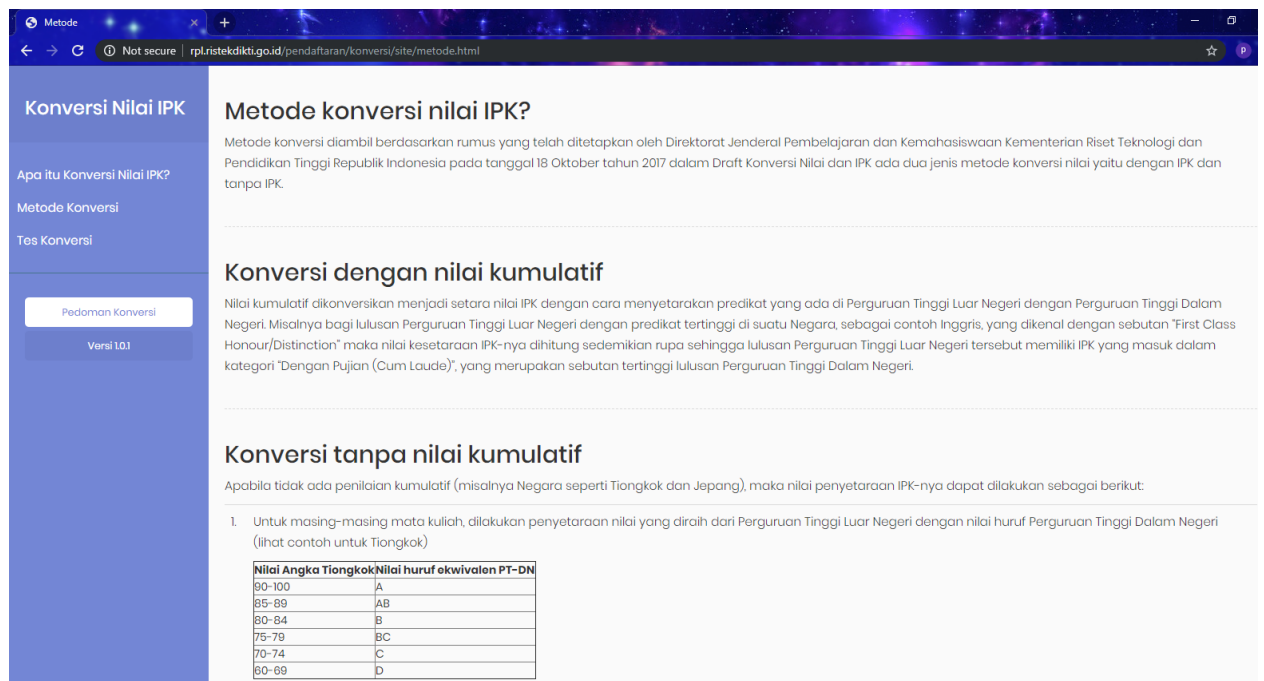 Metode
Not secure | rpl.ristekdikti.go.id/pendaftaran/konversi/site/metode.html
P
Konversi Nilai IPK
Apa itu Konversi Nilai IPK?
Metode Konversi
Tes Konversi
Pedoman Konversi
Versi 1.0.1
Metode konversi nilai IPK?
Metode konversi diambil berdasarkan rumus yang telah ditetapkan oleh Direktorat Jenderal Pembelajaran dan Kemahasiswaan Kementerian Riset Teknologi dan
Pendidikan Tinggi Republik Indonesia pada tanggal 18 Oktober tahun 2017 dalam Draft Konversi Nilai dan IPK ada dua jenis metode konversi nilai yaitu dengan IPK dan
tanpa IPK.
Konversi dengan nilai kumulatif
Nilai kumulatif dikonversikan menjadi setara nilai IPK dengan cara menyetarakan predikat yang ada di Perguruan Tinggi Luar Negeri dengan Perguruan Tinggi Dalam
Negeri. Misalnya bagi lulusan Perguruan Tinggi Luar Negeri dengan predikat tertinggi di suatu Negara, sebagai contoh Inggris, yang dikenal dengan sebutan "First Class
Honour/Distinction" maka nilai kesetaraan IPK-nya dihitung sedemikian rupa sehingga lulusan Perguruan Tinggi Luar Negeri tersebut memiliki IPK yang masuk dalam
kategori "Dengan Pujian (Cum Laude)", yang merupakan sebutan tertinggi lulusan Perguruan Tinggi Dalam Negeri.
Konversi tanpa nilai kumulatif
Apabila tidak ada penilaian kumulatif (misalnya Negara seperti Tiongkok dan Jepang), maka nilai penyetaraan IPK-nya dapat dilakukan sebagai berikut:
1. Untuk masing-masing mata kuliah, dilakukan penyetaraan nilai yang diraih dari Perguruan Tinggi Luar Negeri dengan nilai huruf Perguruan Tinggi Dalam Negeri
(lihat contoh untuk Tiongkok)
Nilai Angka Tiongkok Nilai huruf ekwivalen PT-DN
90-100 A
85-89 AB
80-84 B
75-79 BC
70-74 C
60-69 D